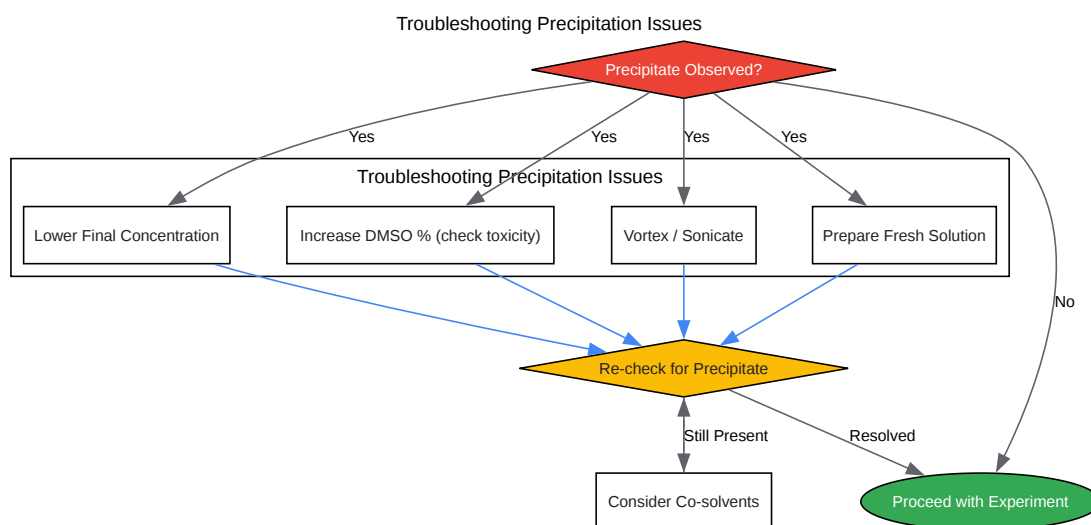 Troubleshooting Precipitation Issues
Precipitate Observed?
Yes
Yes
Yes
Yes
Troubleshooting Precipitation Issues
Lower Final Concentration
Increase DMSO % (check toxicity)
Vortex / Sonicate
Prepare Fresh Solution
No
Re-check for Precipitate
Still Present
Resolved
Consider Co-solvents
Proceed with Experiment